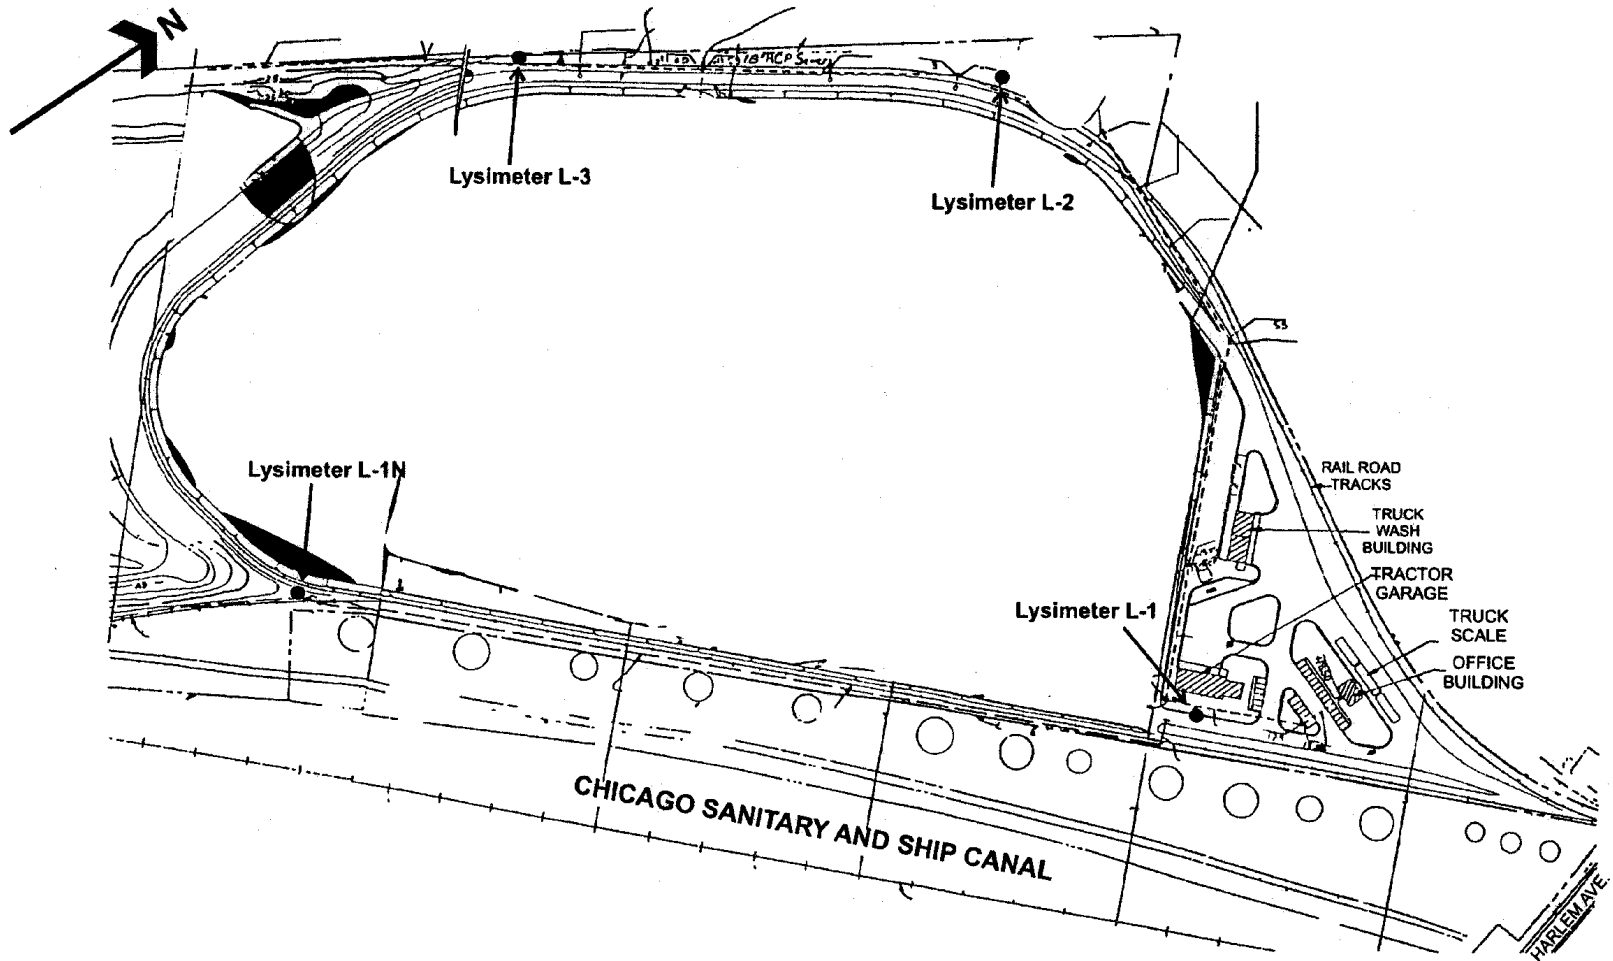 N
Lysimeter L-3
Lysimeter L-2
Lysimeter L-1N
RAIL ROAD
TRACKS
TRUCK
WASH
BUILDING
TRACTOR
GARAGE
Lysimeter L-1
TRUCK
SCALE
OFFICE
BUILDING
CHICAGO SANITARY AND SHIP CANAL
HARLEM AVE.